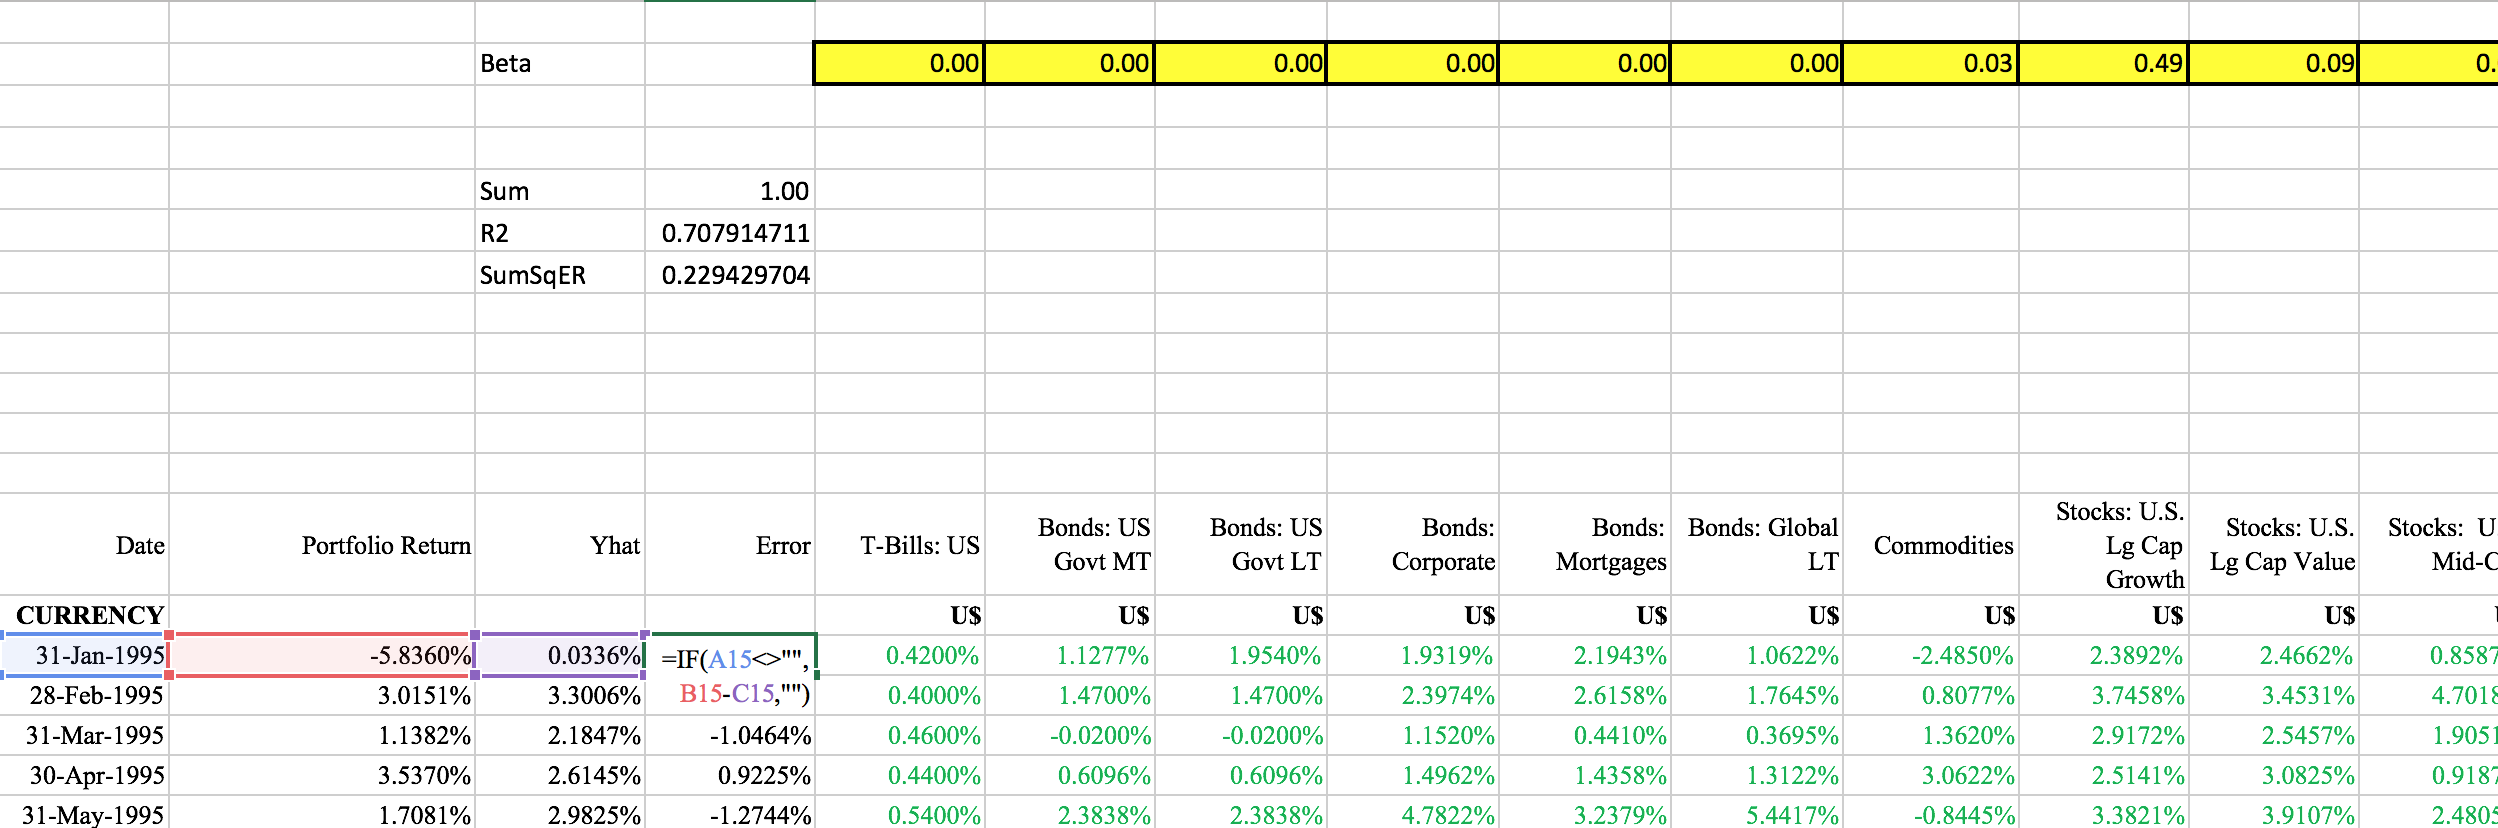 Beta 0.00 0.00 0.00 0.00 0.00 0.00 0.03 0.49 0.09 0.
Sum 1.00
R2 0.707914711
SumSqER 0.229429704
Date Portfolio Return Yhat Error T-Bills: US Bonds: US Govt MT Bonds: US Govt LT Bonds: Corporate Bonds: Mortgages Bonds: Global LT Commodities Stocks: U.S. Lg Cap Growth Stocks: U.S. Lg Cap Value Stocks: U Mid-C
CURRENCY U$ U$ U$ U$ U$ U$ U$ U$ U$
31-Jan-1995 -5.8360% 0.0336% =IF(A15<>"", B15-C15,"") 0.4200% 1.1277% 1.9540% 1.9319% 2.1943% 1.0622% -2.4850% 2.3892% 2.4662% 0.8587
28-Feb-1995 3.0151% 3.3006% 0.4000% 1.4700% 1.4700% 2.3974% 2.6158% 1.7645% 0.8077% 3.7458% 3.4531% 4.7018
31-Mar-1995 1.1382% 2.1847% -1.0464% 0.4600% -0.0200% -0.0200% 1.1520% 0.4410% 0.3695% 1.3620% 2.9172% 2.5457% 1.9051
30-Apr-1995 3.5370% 2.6145% 0.9225% 0.4400% 0.6096% 0.6096% 1.4962% 1.4358% 1.3122% 3.0622% 2.5141% 3.0825% 0.9187
31-May-1995 1.7081% 2.9825% -1.2744% 0.5400% 2.3838% 2.3838% 4.7822% 3.2379% 5.4417% -0.8445% 3.3821% 3.9107% 2.4805